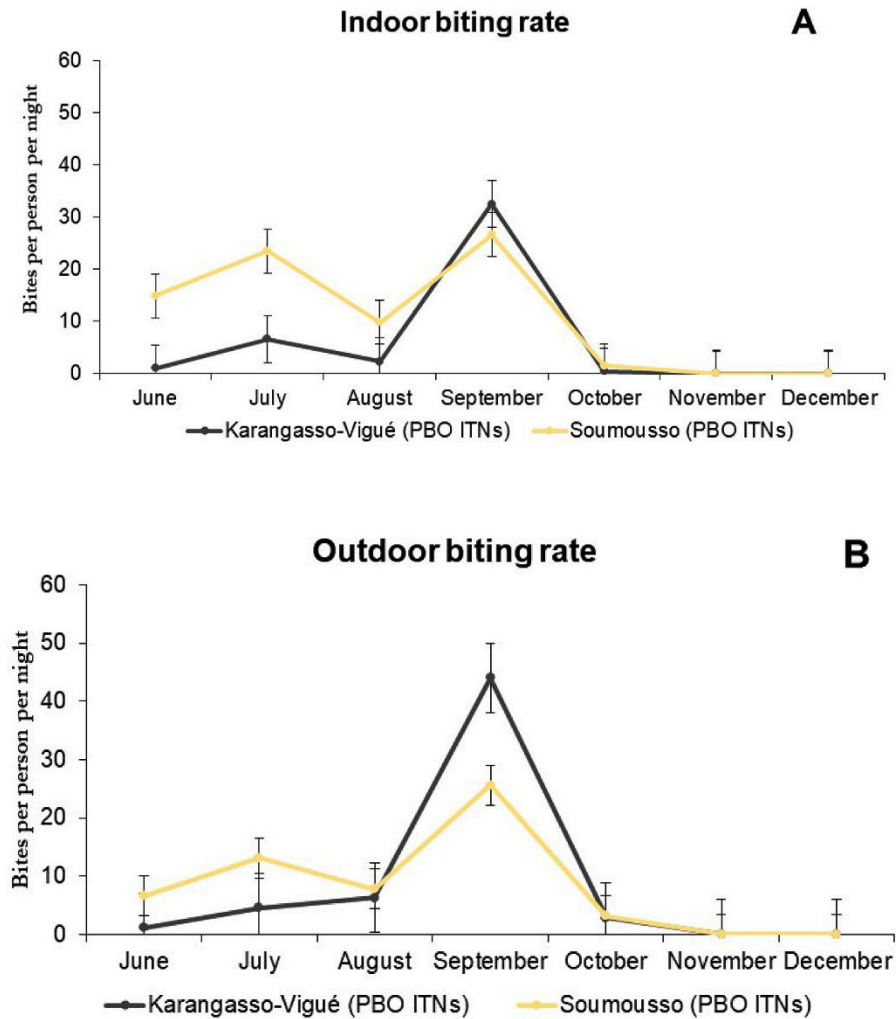 Indoor biting rate
A
Bites per person per night
60
50
40
30
20
10
0
June July August September October November December
Karangasso-Vigué (PBO ITNs) Soumousso (PBO ITNs)
Outdoor biting rate
B
Bites per person per night
60
50
40
30
20
10
0
June July August September October November December
Karangasso-Vigué (PBO ITNs) Soumousso (PBO ITNs)